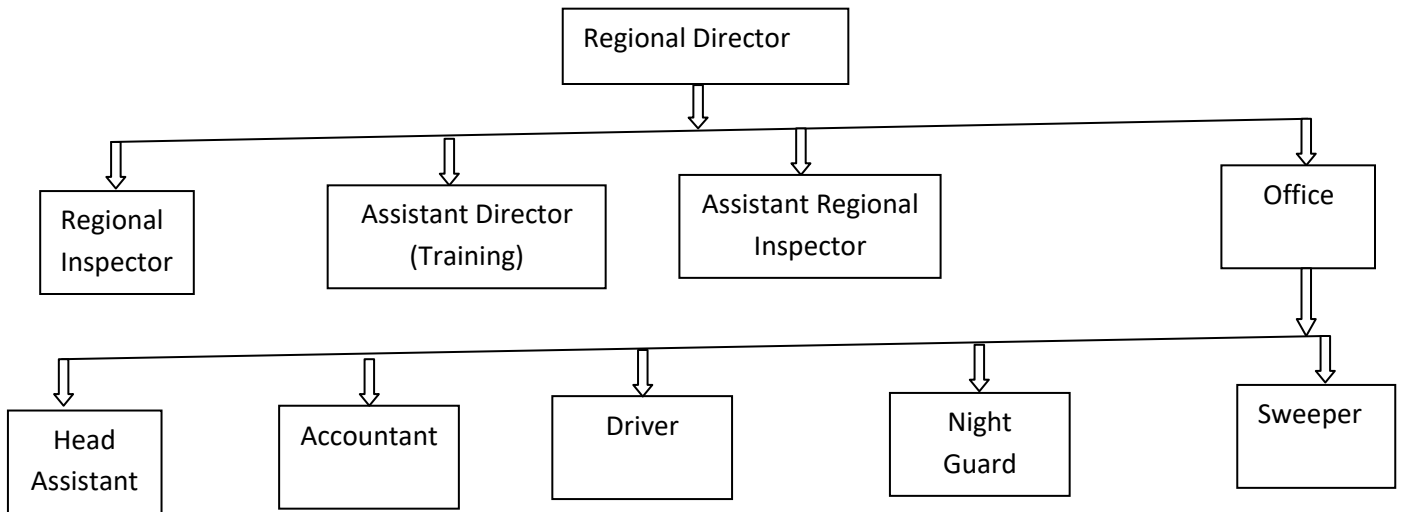 Regional Director
Regional
Inspector
Assistant Director
(Training)
Assistant Regional
Inspector
Office
Head
Assistant
Accountant
Driver
Night
Guard
Sweeper